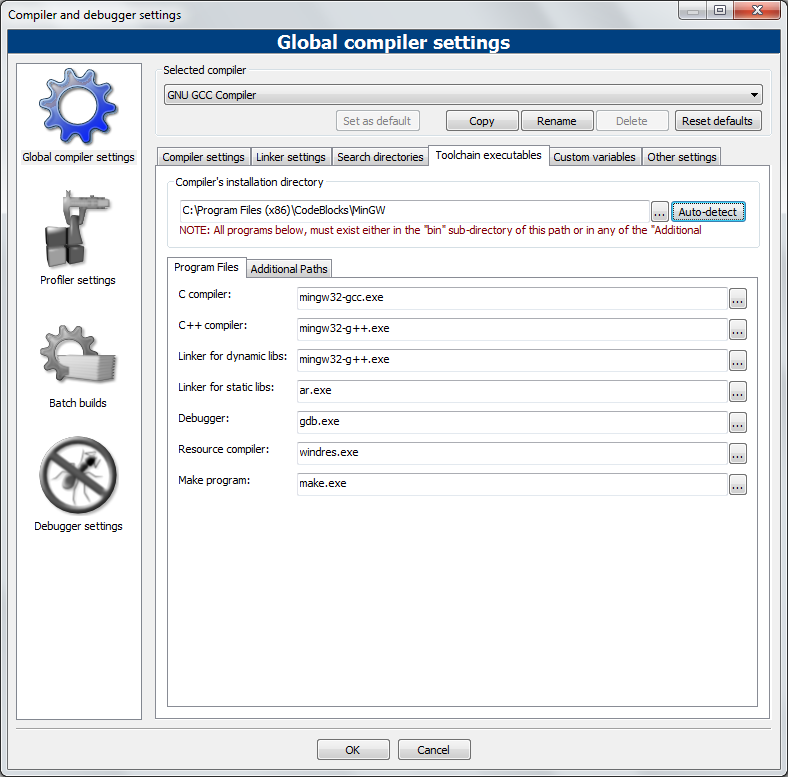 Compiler and debugger settings
Global compiler settings
Global compiler settings
Profiler settings
Batch builds
Debugger settings
Selected compiler
GNU GCC Compiler
Set as default Copy Rename Delete Reset defaults
Compiler settings Linker settings Search directories Toolchain executables Custom variables Other settings
Compiler's installation directory
C:\Program Files (x86)\CodeBlocks\MinGW ... Auto-detect
NOTE: All programs below, must exist either in the "bin" sub-directory of this path or in any of the "Additional
Program Files Additional Paths
C compiler: mingw32-gcc.exe ...
C++ compiler: mingw32-g++.exe ...
Linker for dynamic libs: mingw32-g++.exe ...
Linker for static libs: ar.exe ...
Debugger: gdb.exe ...
Resource compiler: windres.exe ...
Make program: make.exe ...
OK Cancel